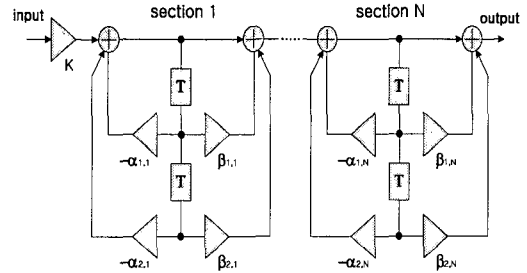 section 1
section N
input
output
K
T
T
-α1,1
β1,1
-α1,N
β1,N
T
T
-α2,1
β2,1
-α2,N
β2,N